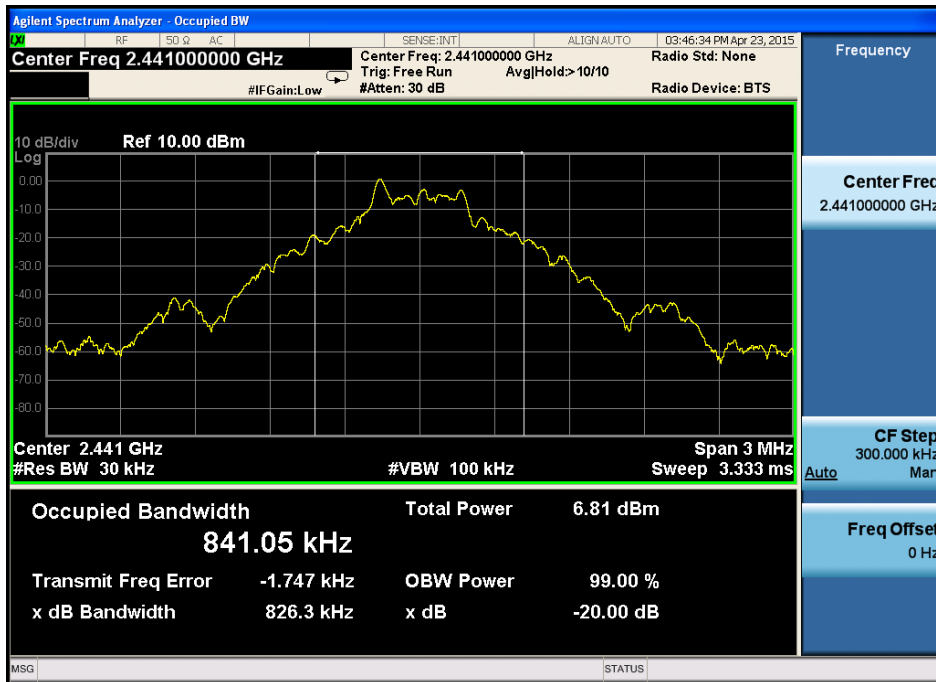 Agilent Spectrum Analyzer - Occupied BW
LXI RF 50 Ω AC SENSE:INT ALIGN AUTO 03:46:34 PM Apr 23, 2015
Center Freq 2.441000000 GHz
Center Freq: 2.441000000 GHz Radio Std: None
Trig: Free Run Avg|Hold:> 10/10
#IFGain:Low #Atten: 30 dB Radio Device: BTS
10 dB/div Ref 10.00 dBm
Log
0.00
-10.0
-20.0
-30.0
-40.0
-50.0
-60.0
-70.0
-80.0
Center 2.441 GHz Span 3 MHz
#Res BW 30 kHz #VBW 100 kHz Sweep 3.333 ms
Occupied Bandwidth Total Power 6.81 dBm
841.05 kHz
Transmit Freq Error -1.747 kHz OBW Power 99.00 %
x dB Bandwidth 826.3 kHz x dB -20.00 dB
MSG STATUS
Frequency
Center Freq
2.441000000 GHz
CF Step
300.000 kHz
Auto Man
Freq Offset
0 Hz